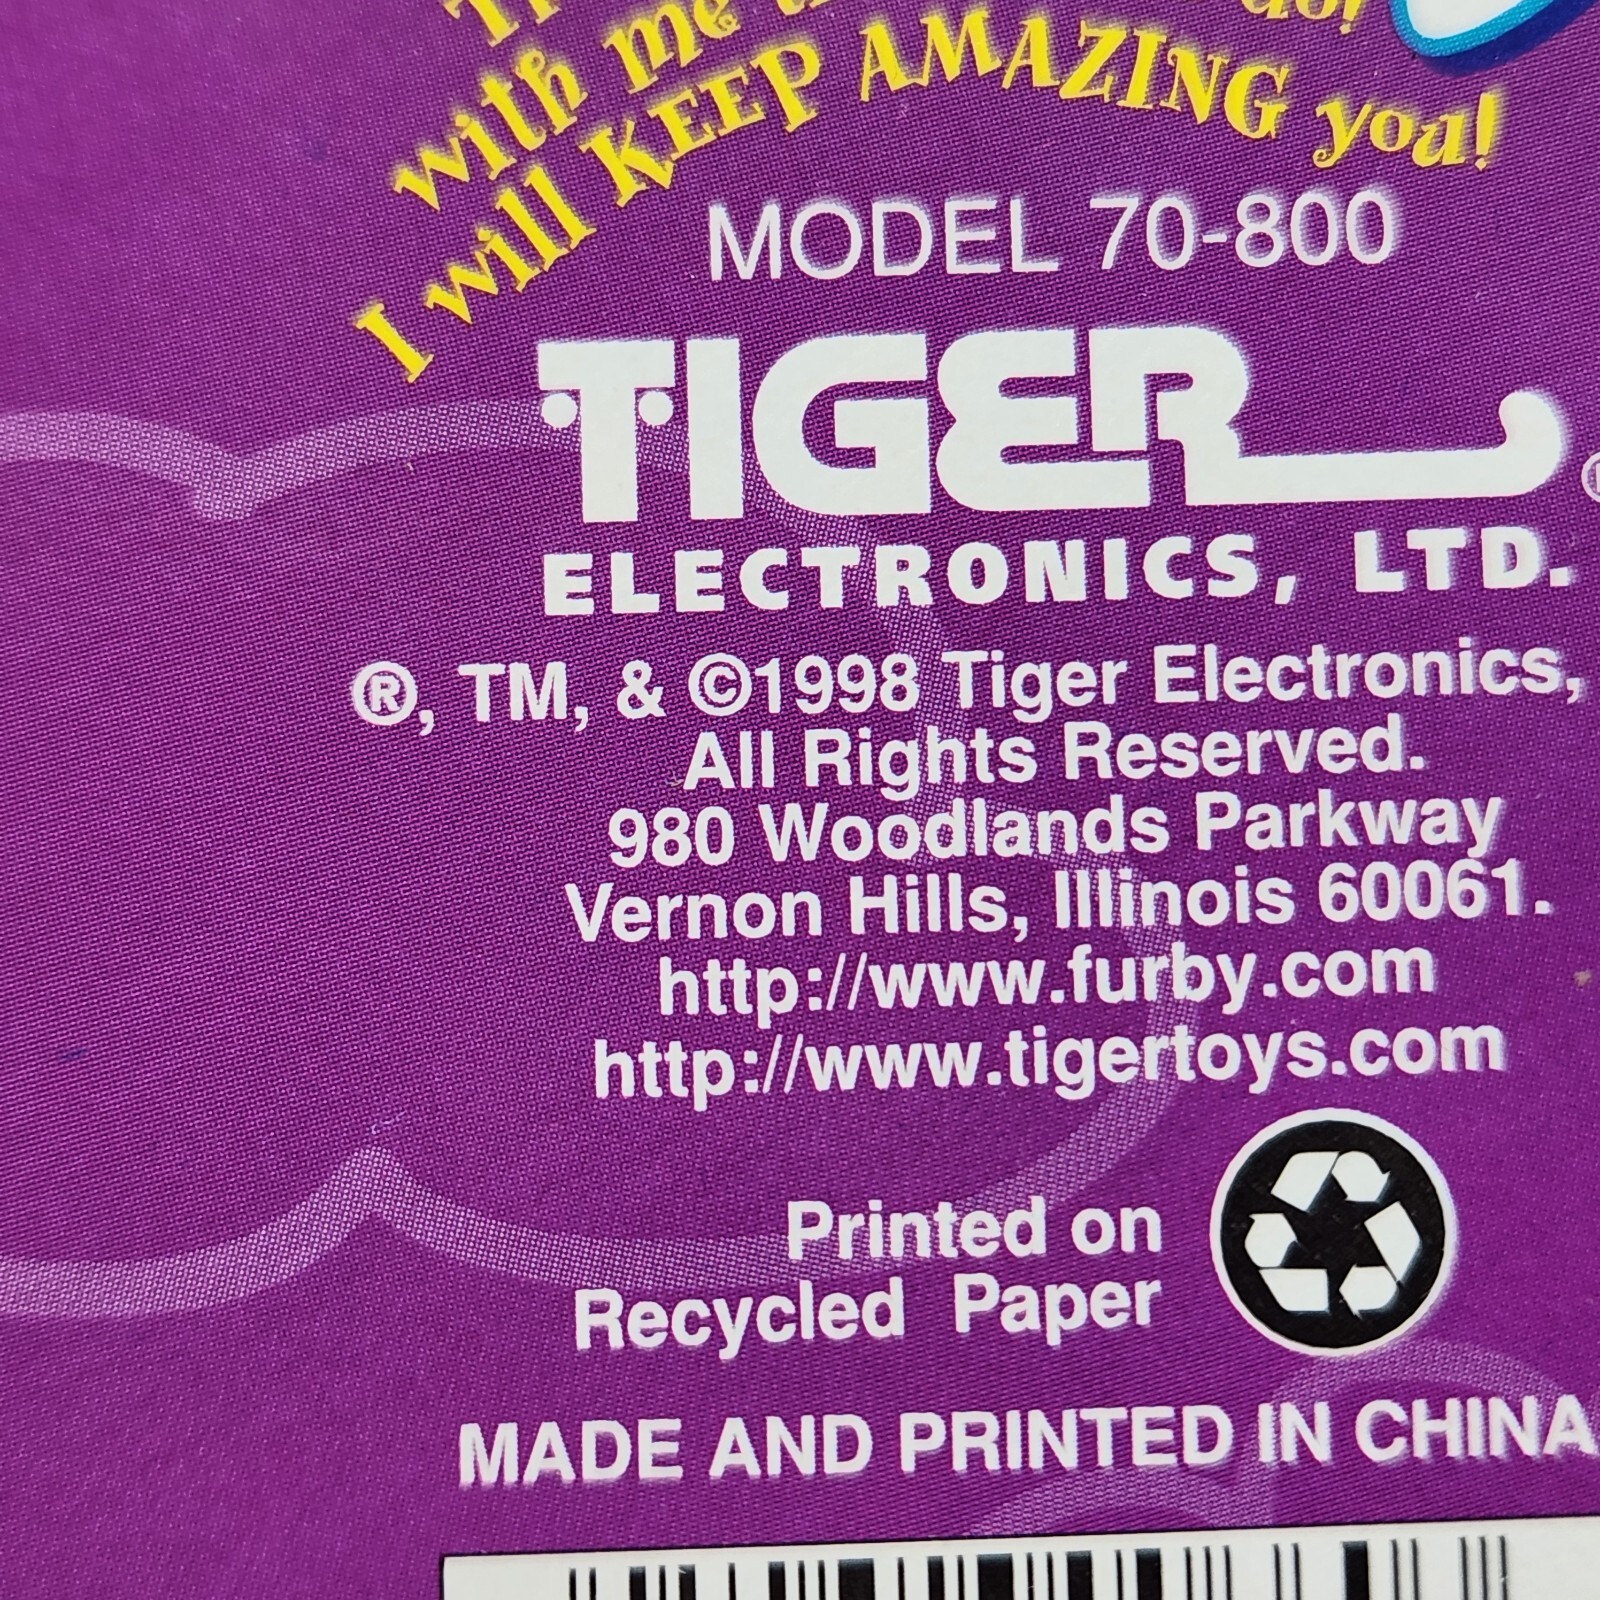 with me
I will KEEP AMAZING you!
MODEL 70-800
TIGER
ELECTRONICS, LTD.
®, TM, & ©1998 Tiger Electronics,
All Rights Reserved.
980 Woodlands Parkway
Vernon Hills, Illinois 60061.
http://www.furby.com
http://www.tigertoys.com
Printed on
Recycled Paper
MADE AND PRINTED IN CHINA